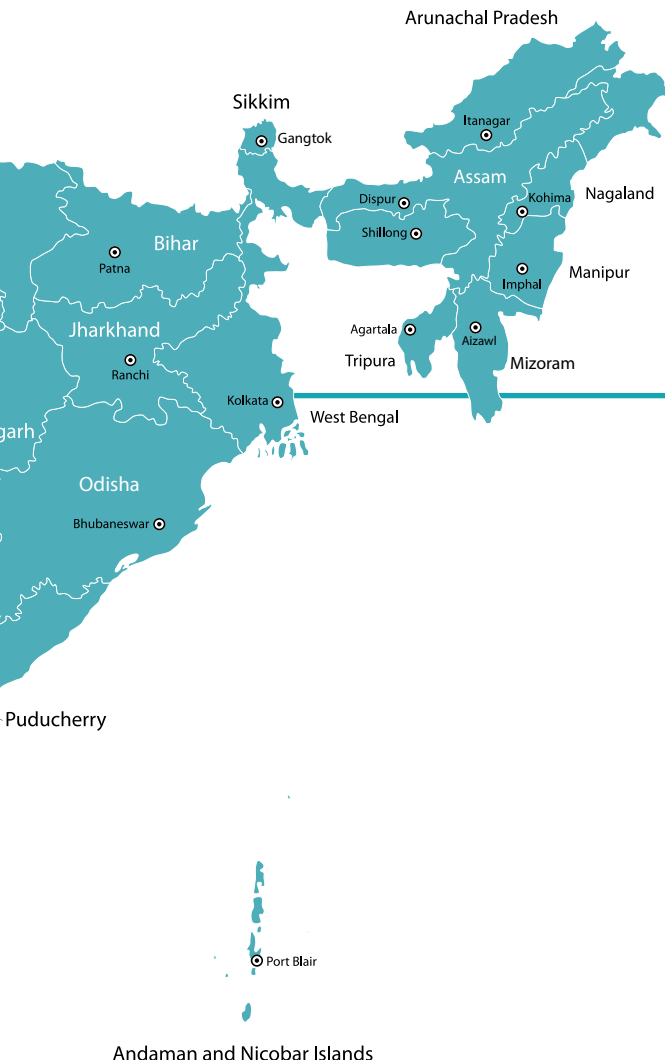 Arunachal Pradesh
Sikkim
Itanagar
Gangtok
Assam
Dispur
Kohima
Nagaland
Shillong
Bihar
Patna
Imphal
Manipur
Jharkhand
Agartala
Aizawl
Tripura
Mizoram
Ranchi
Kolkata
West Bengal
garh
Odisha
Bhubaneswar
Puducherry
Port Blair
Andaman and Nicobar Islands